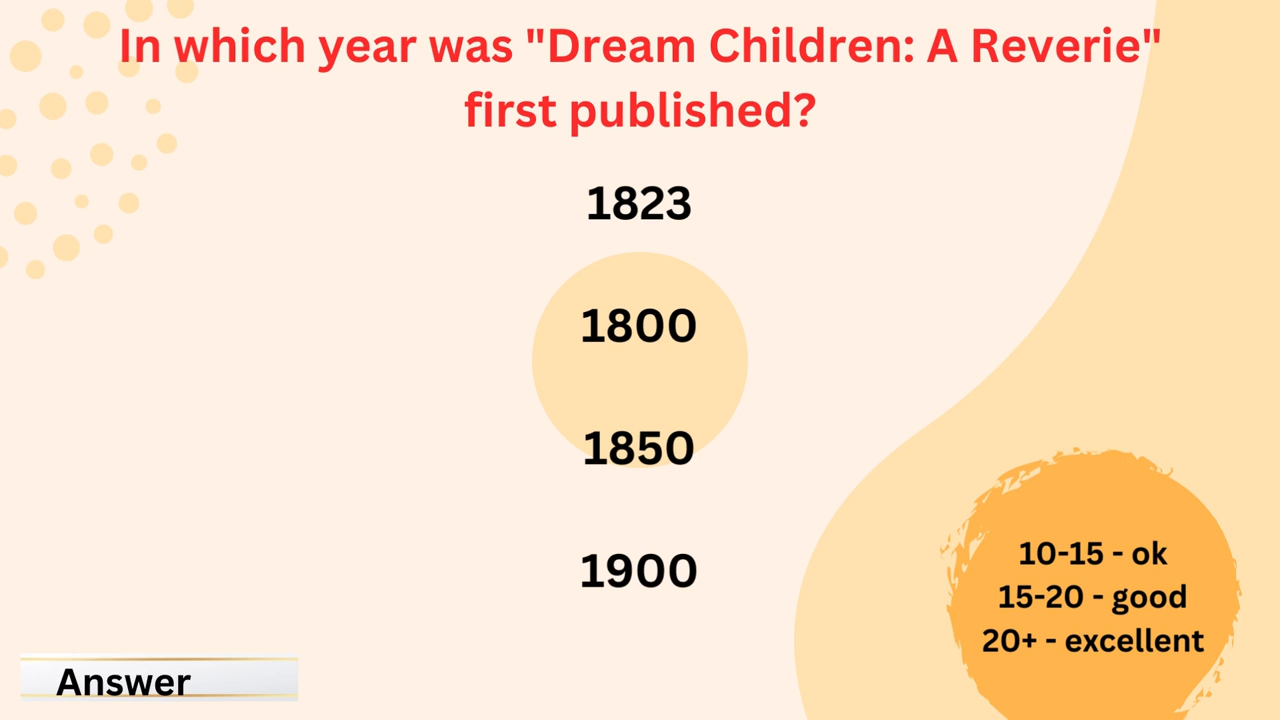 In which year was "Dream Children: A Reverie"
first published?
1823
1800
1850
1900
10-15 - ok
15-20 - good
20+ - excellent
Answer